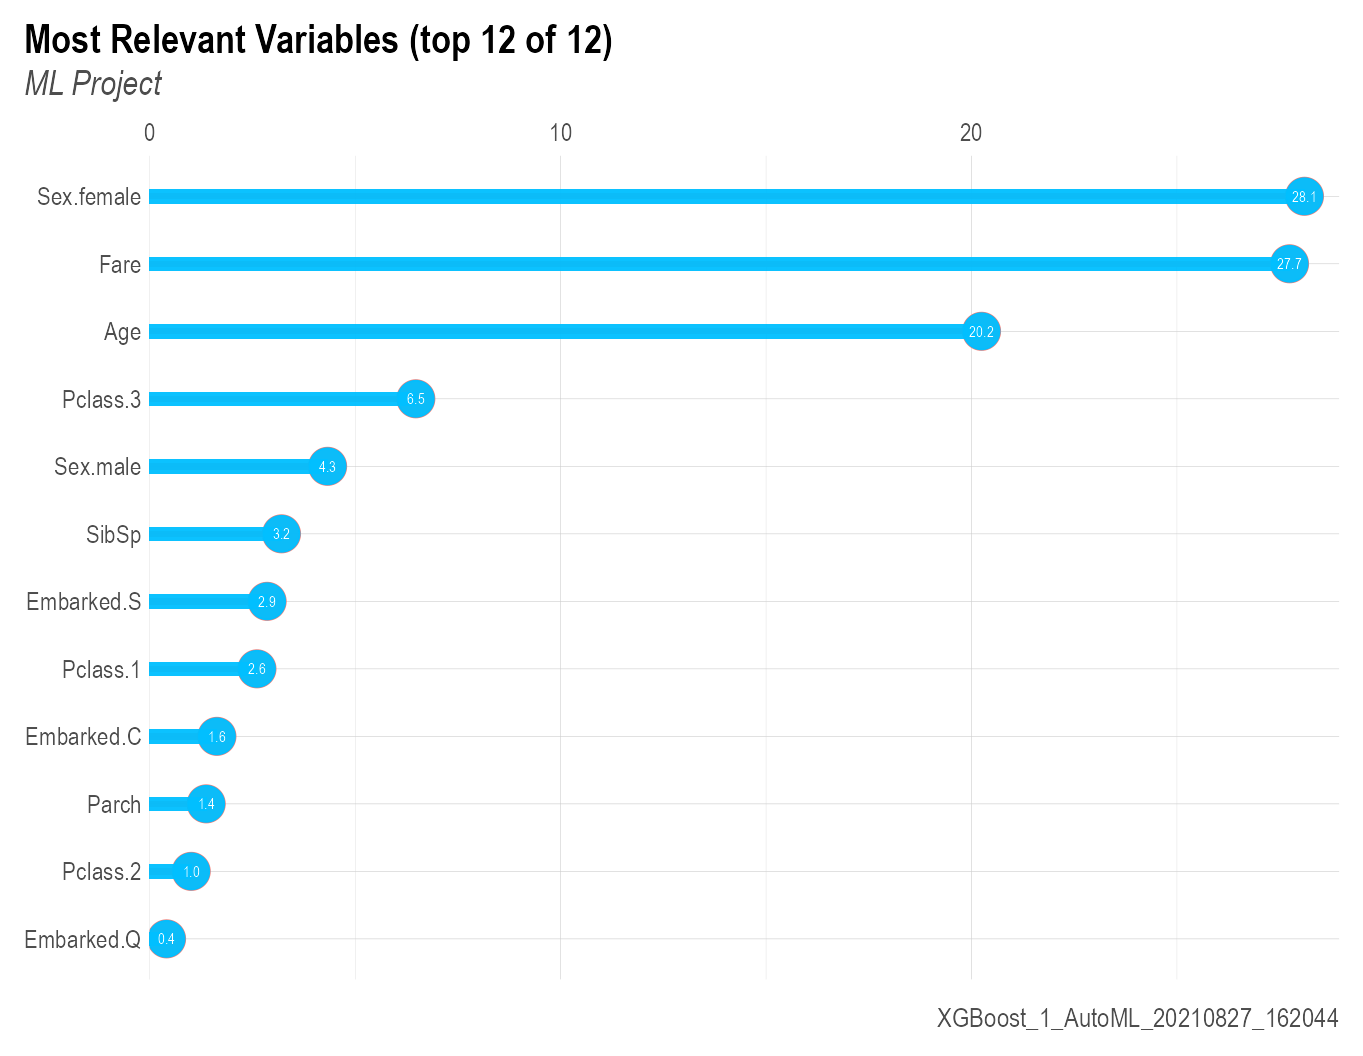 Most Relevant Variables (top 12 of 12)
ML Project
0 10 20
Sex.female 28.1
Fare 27.7
Age 20.2
Pclass.3 6.5
Sex.male 4.3
SibSp 3.2
Embarked.S 2.9
Pclass.1 2.6
Embarked.C 1.6
Parch 1.4
Pclass.2 1.0
Embarked.Q 0.4
XGBoost_1_AutoML_20210827_162044